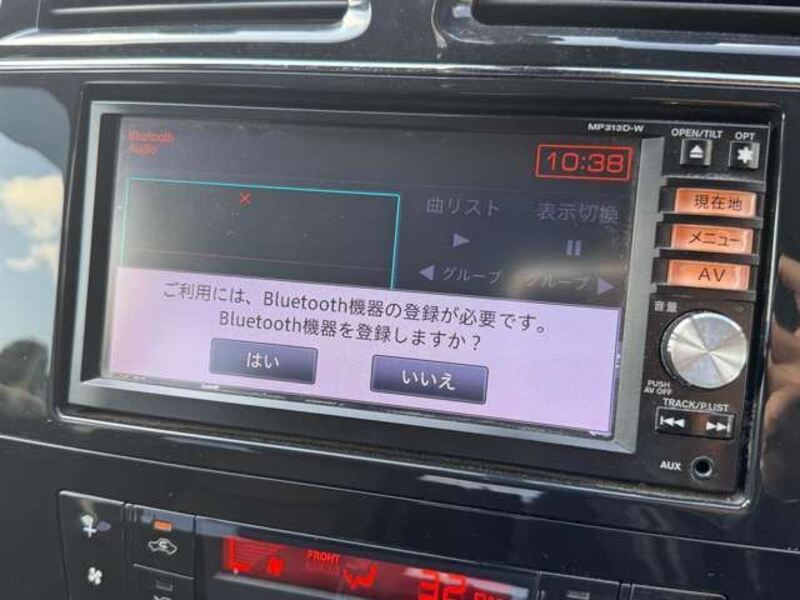 MP313D-W
OPEN/TILT
OPT
Bluetooth
Audio
10:38
現在地
メニュー
AV
曲リスト
表示切換
グループ
グループ
ご利用には、Bluetooth機器の登録が必要です。
Bluetooth機器を登録しますか？
はい
いいえ
音量
PUSH
AV OFF
TRACK/P.LIST
AUX
FRONT
32